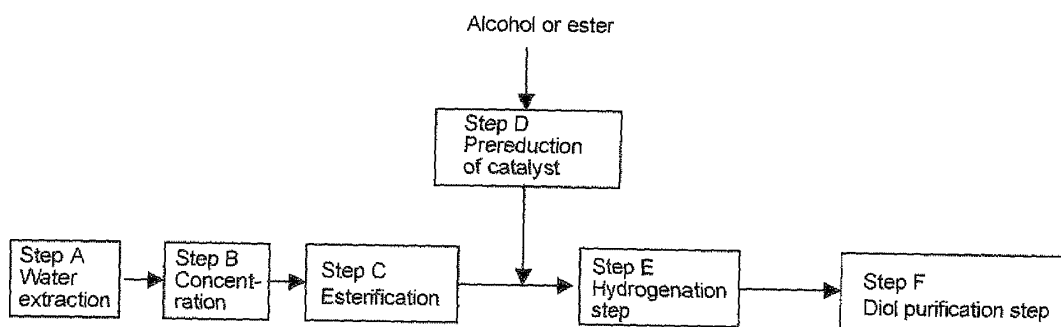 Alcohol or ester
Step D
Prereduction
of catalyst
Step A
Water
extraction
Step B
Concent-
ration
Step C
Esterification
Step E
Hydrogenation
step
Step F
Diol purification step